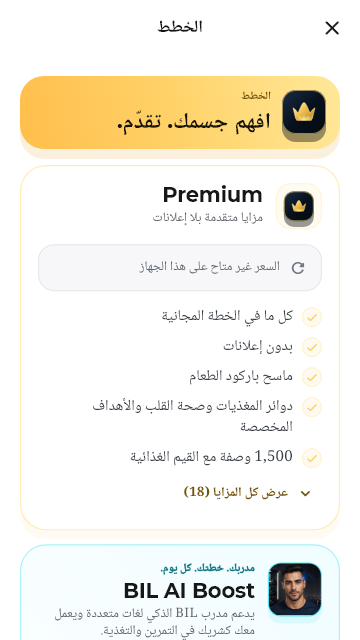 الخطط
الخطط
افهم جسمك. تقدّم.
Premium
مزايا متقدمة بلا إعلانات
السعر غير متاح على هذا الجهاز
كل ما في الخطة المجانية
بدون إعلانات
ماسح باركود الطعام
دوائر المغذيات وصحة القلب والأهداف
المخصصة
1,500 وصفة مع القيم الغذائية
عرض كل المزايا (18)
مدربك. خطتك. كل يوم.
BIL AI Boost
يدعم مدرب BIL الذكي لغات متعددة ويعمل
معك كشريك في التمرين والتغذية.